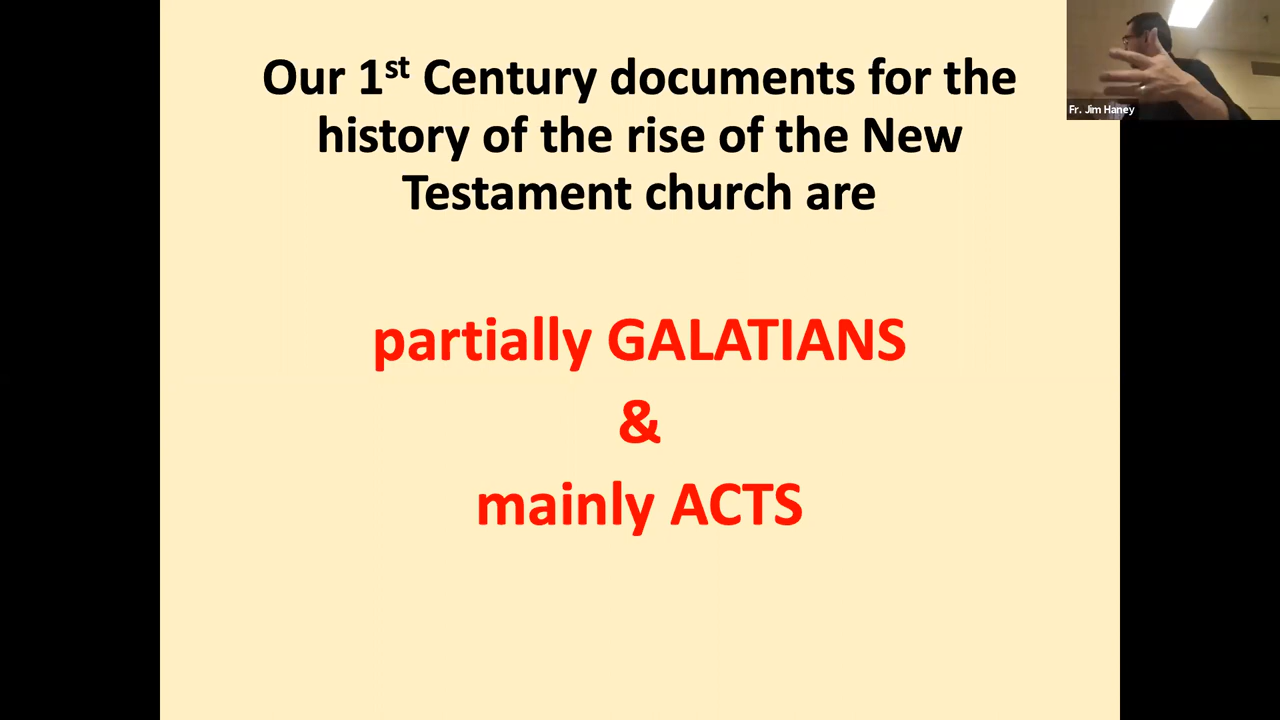 Our 1st Century documents for the
history of the rise of the New
Testament church are
partially GALATIANS
&
mainly ACTS
Fr. Jim Haney